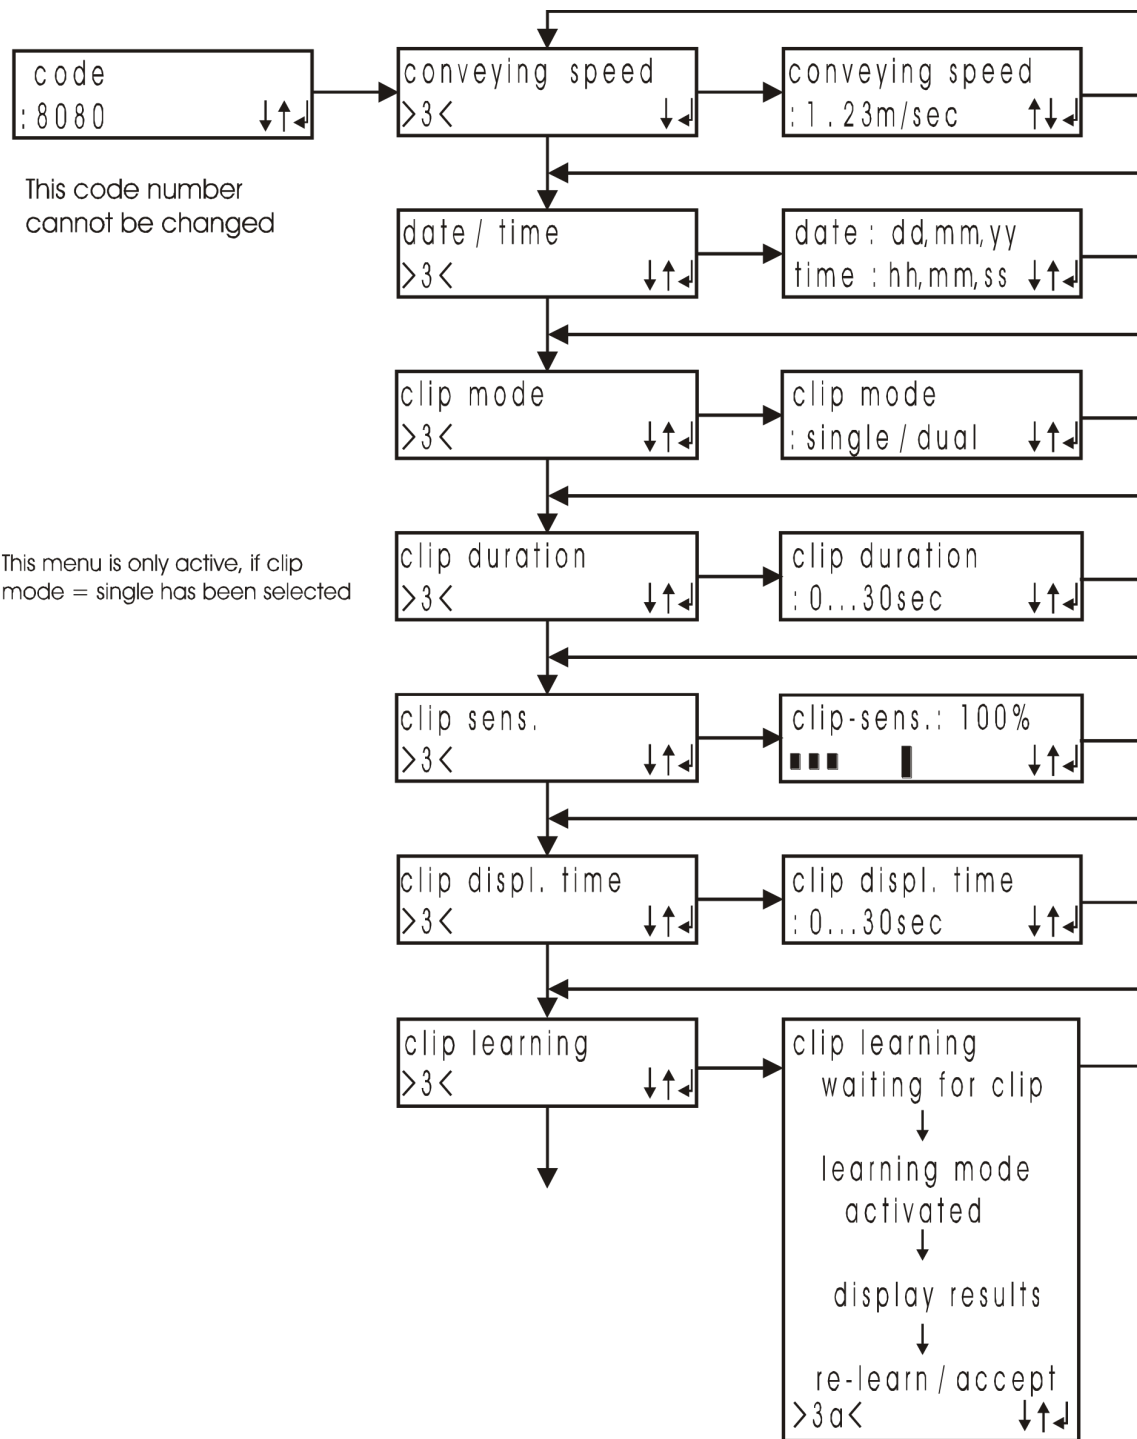 code
:8080
This code number
cannot be changed
conveying speed
>3<
conveying speed
:1.23m/sec
date / time
>3<
date : dd,mm,yy
time : hh,mm,ss
clip mode
>3<
clip mode
: single / dual
This menu is only active, if clip
mode = single has been selected
clip duration
>3<
clip duration
: 0...30sec
clip sens.
>3<
clip-sens.: 100%
clip displ. time
>3<
clip displ. time
: 0...30sec
clip learning
>3<
clip learning
waiting for clip
learning mode
activated
display results
re-learn / accept
>3a<